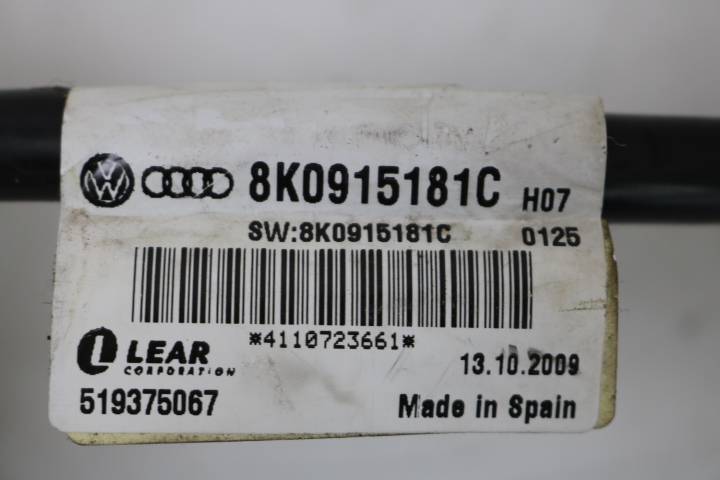 8K0915181C H07
SW:8K0915181C 0125
*4110723661*
LEAR
CORPORATION
13.10.2009
519375067
Made in Spain